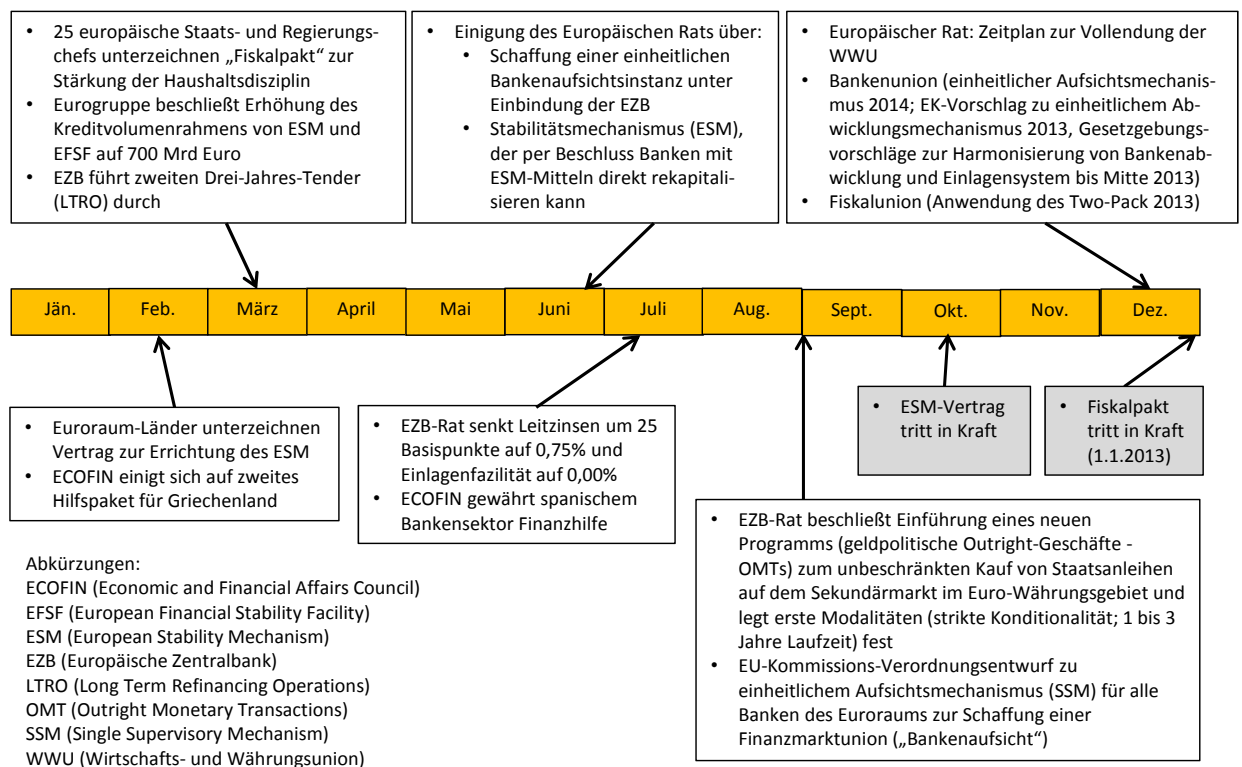 • 25 europäische Staats- und Regierungs-
chefs unterzeichnen „Fiskalpakt“ zur
Stärkung der Haushaltsdisziplin
• Eurogruppe beschließt Erhöhung des
Kreditvolumenrahmens von ESM und
EFSF auf 700 Mrd Euro
• EZB führt zweiten Drei-Jahres-Tender
(LTRO) durch
• Einigung des Europäischen Rats über:
• Schaffung einer einheitlichen
Bankenaufsichtsinstanz unter
Einbindung der EZB
• Stabilitätsmechanismus (ESM),
der per Beschluss Banken mit
ESM-Mitteln direkt rekapitali-
sieren kann
• Europäischer Rat: Zeitplan zur Vollendung der
WWU
• Bankenunion (einheitlicher Aufsichtsmechanis-
mus 2014; EK-Vorschlag zu einheitlichem Ab-
wicklungsmechanismus 2013, Gesetzgebungs-
vorschläge zur Harmonisierung von Bankenab-
wicklung und Einlagensystem bis Mitte 2013)
• Fiskalunion (Anwendung des Two-Pack 2013)
Jän. Feb. März April Mai Juni Juli Aug. Sept. Okt. Nov. Dez.
• Euroraum-Länder unterzeichnen
Vertrag zur Errichtung des ESM
• ECOFIN einigt sich auf zweites
Hilfspaket für Griechenland
• EZB-Rat senkt Leitzinsen um 25
Basispunkte auf 0,75% und
Einlagenfazilität auf 0,00%
• ECOFIN gewährt spanischem
Bankensektor Finanzhilfe
• ESM-Vertrag
tritt in Kraft
• Fiskalpakt
tritt in Kraft
(1.1.2013)
• EZB-Rat beschließt Einführung eines neuen
Programms (geldpolitische Outright-Geschäfte -
OMTs) zum unbeschränkten Kauf von Staatsanleihen
auf dem Sekundärmarkt im Euro-Währungsgebiet und
legt erste Modalitäten (strikte Konditionalität; 1 bis 3
Jahre Laufzeit) fest
• EU-Kommissions-Verordnungsentwurf zu
einheitlichem Aufsichtsmechanismus (SSM) für alle
Banken des Euroraums zur Schaffung einer
Finanzmarktunion („Bankenaufsicht“)
Abkürzungen:
ECOFIN (Economic and Financial Affairs Council)
EFSF (European Financial Stability Facility)
ESM (European Stability Mechanism)
EZB (Europäische Zentralbank)
LTRO (Long Term Refinancing Operations)
OMT (Outright Monetary Transactions)
SSM (Single Supervisory Mechanism)
WWU (Wirtschafts- und Währungsunion)